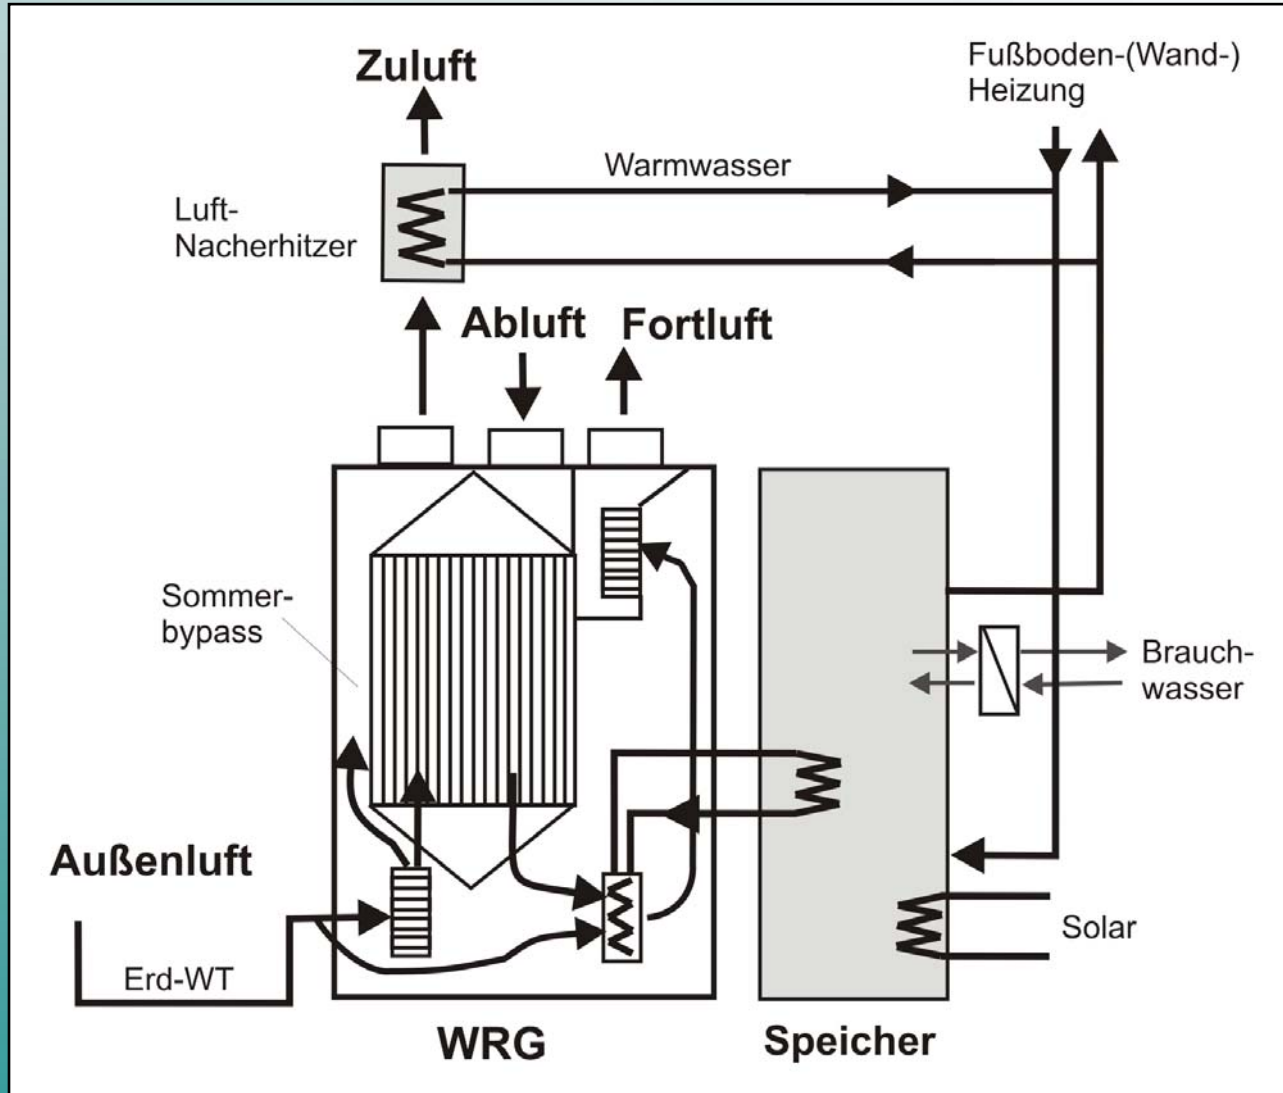 Zuluft
Fußboden-(Wand-)
Heizung
Warmwasser
Luft-
Nacherhitzer
Abluft
Fortluft
Sommer-
bypass
Brauch-
wasser
Außenluft
Solar
Erd-WT
WRG
Speicher